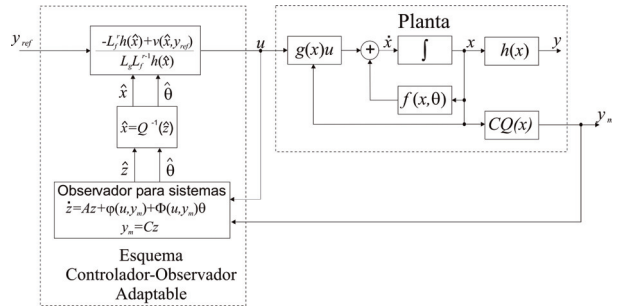 Planta
y_ref
-L_f^r h(x̂)+v(x̂,y_ref)
L_g L_f^{r-1} h(x̂)
u
g(x)u
+
ẋ
∫
x
h(x)
y
f(x,θ)
CQ(x)
y_m
x̂
θ̂
x̂=Q⁻¹(ẑ)
ẑ
θ̂
Observador para sistemas
ż=Az+φ(u,y_m)+Φ(u,y_m)θ
y_m=Cz
Esquema
Controlador-Observador
Adaptable